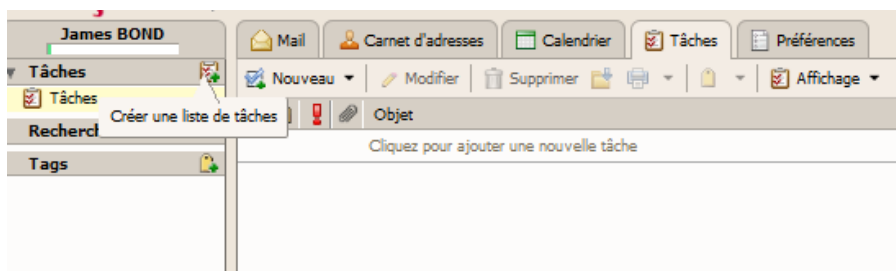 James BOND
Mail
Carnet d'adresses
Calendrier
Tâches
Préférences
Tâches
Nouveau
Modifier
Supprimer
Affichage
Tâches
Créer une liste de tâches
Objet
Recherc
Cliquez pour ajouter une nouvelle tâche
Tags